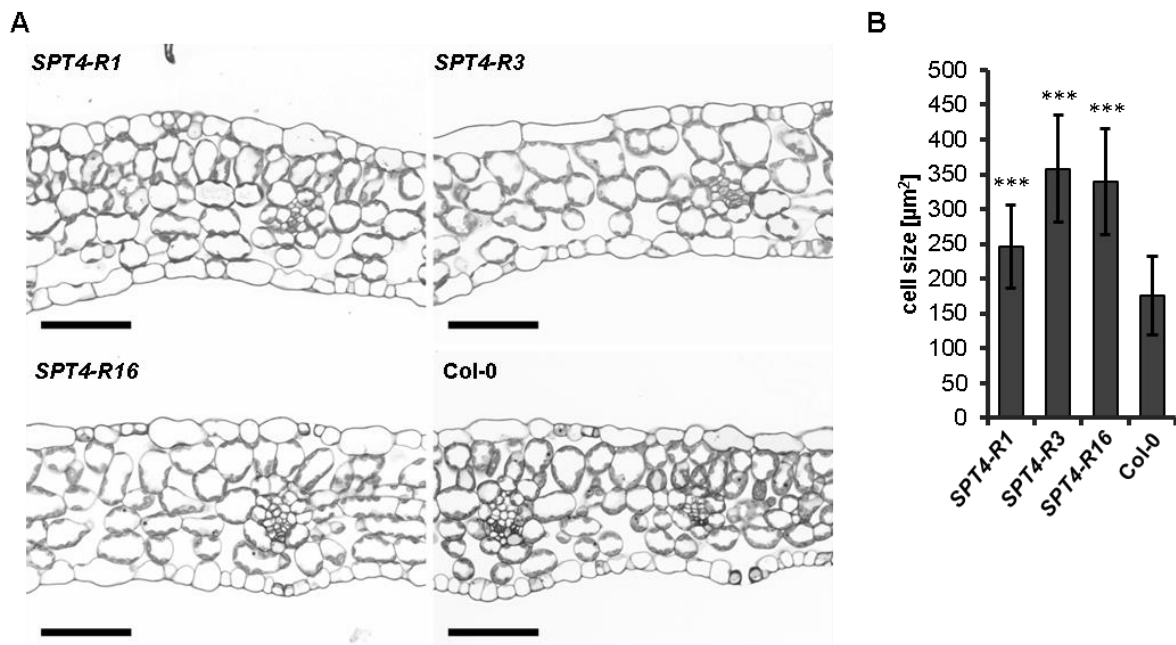 A
SPT4-R1
SPT4-R3
SPT4-R16
Col-0
B
500
450
400
350
300
250
200
150
100
50
0
cell size [µm²]
***
***
***
SPT4-R1
SPT4-R3
SPT4-R16
Col-0